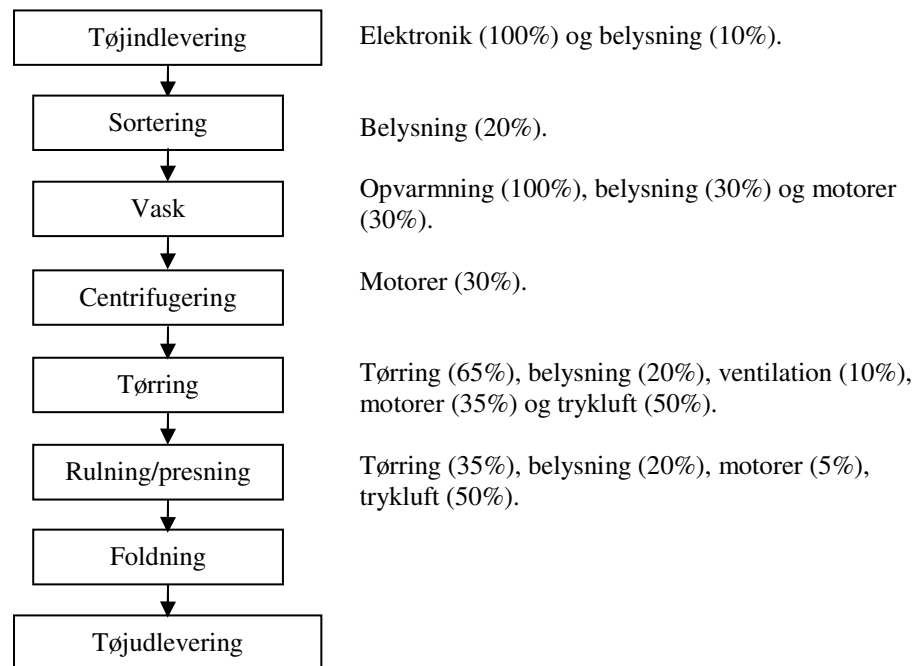 Tøjindlevering
Elektronik (100%) og belysning (10%).
Sortering
Belysning (20%).
Vask
Opvarmning (100%), belysning (30%) og motorer
(30%).
Centrifugering
Motorer (30%).
Tørring
Tørring (65%), belysning (20%), ventilation (10%),
motorer (35%) og trykluft (50%).
Rulning/presning
Tørring (35%), belysning (20%), motorer (5%),
trykluft (50%).
Foldning
Tøjudlevering